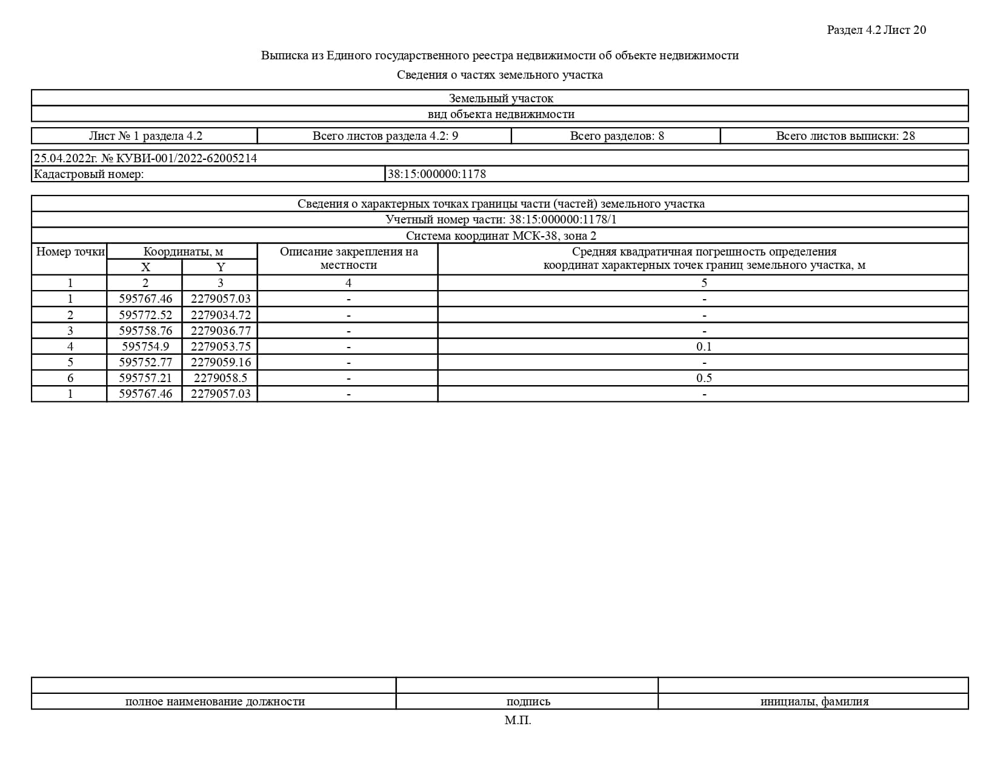 Раздел 4.2 Лист 20
Выписка из Единого государственного реестра недвижимости об объекте недвижимости
Сведения о частях земельного участка
Земельный участок
вид объекта недвижимости
Лист № 1 раздела 4.2 Всего листов раздела 4.2: 9 Всего разделов: 8 Всего листов выписки: 28
25.04.2022г. № КУВИ-001/2022-62005214
Кадастровый номер: 38:15:000000:1178
Сведения о характерных точках границы части (частей) земельного участка
Учетный номер части: 38:15:000000:1178/1
Система координат МСК-38, зона 2
Номер точки Координаты, м Описание закрепления на Средняя квадратичная погрешность определения
местности координат характерных точек границ земельного участка, м
X Y
1 2 3 4 5
1 595767.46 2279057.03 - -
2 595772.52 2279034.72 - -
3 595758.76 2279036.77 - -
4 595754.9 2279053.75 - 0.1
5 595752.77 2279059.16 - -
6 595757.21 2279058.5 - 0.5
1 595767.46 2279057.03 - -
полное наименование должности подпись инициалы, фамилия
М.П.